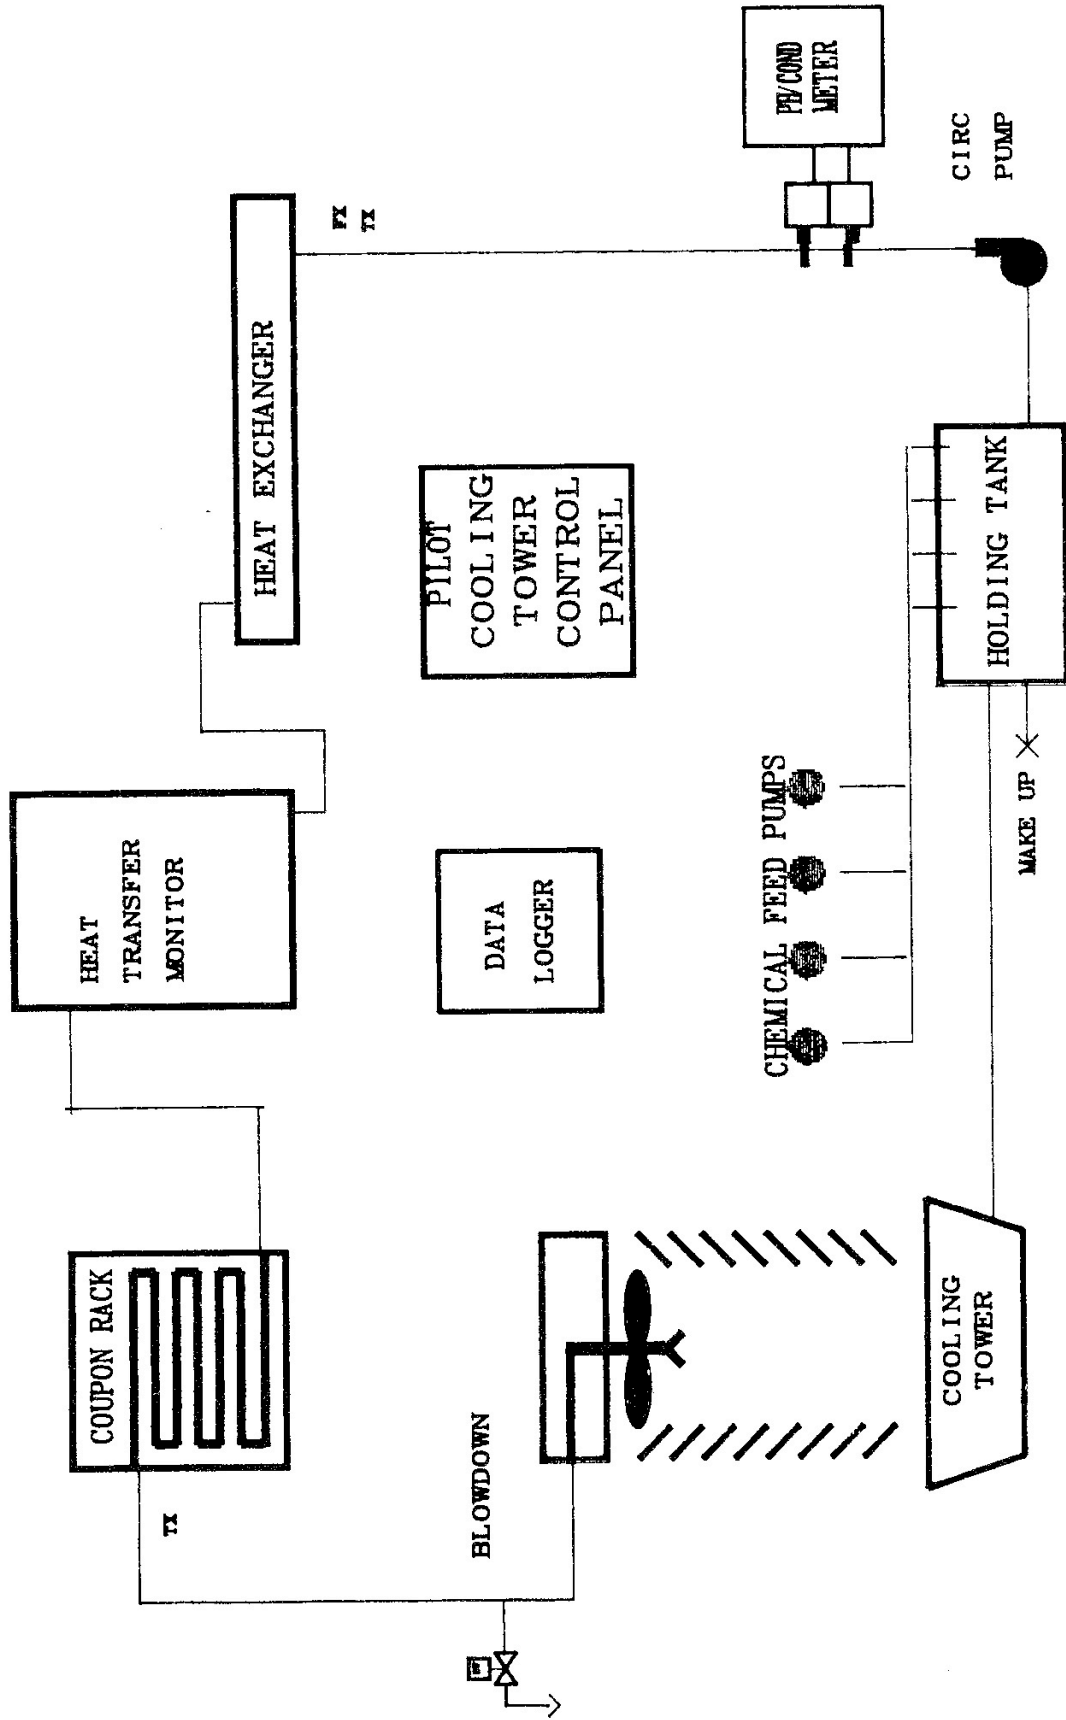 COUPON RACK
TX
HEAT
TRANSFER
MONITOR
HEAT EXCHANGER
FX
TX
BLOWDOWN
DATA
LOGGER
PILOT
COOLING
TOWER
CONTROL
PANEL
PH/COND
METER
CHEMICAL FEED PUMPS
COOLING
TOWER
MAKE UP
HOLDING TANK
CIRC
PUMP